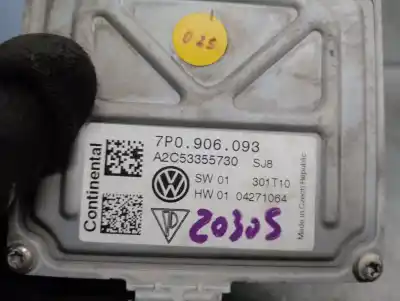 025
Continental
7P0.906.093
A2C53355730 SJ8
SW 01 301T10
HW 01 04271064
Made in Czech Republic
20305